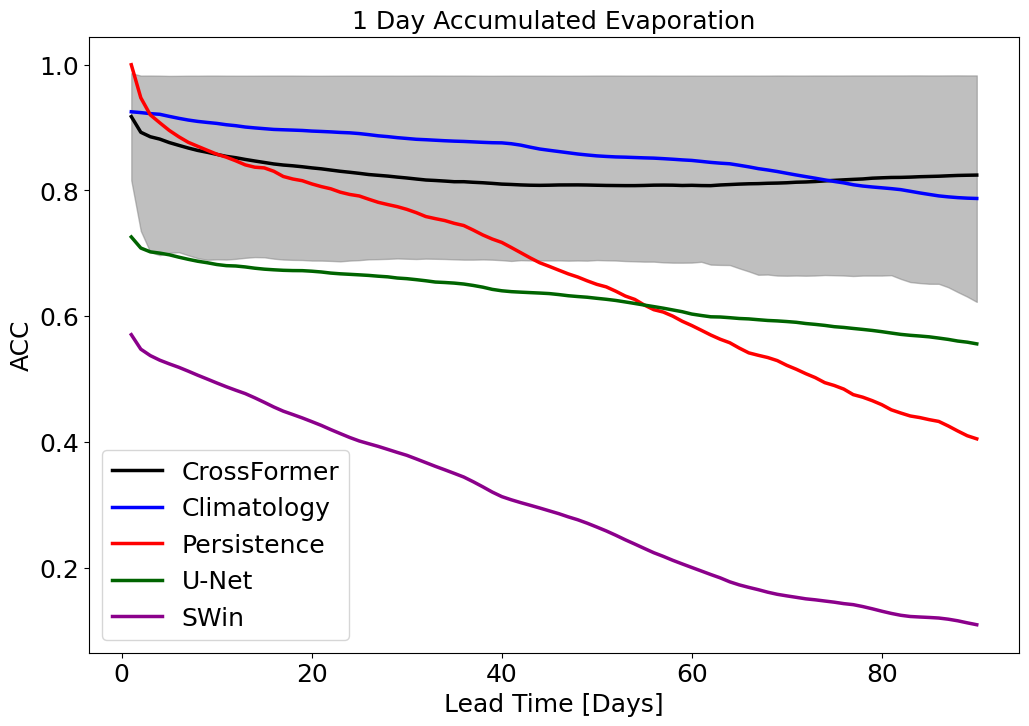 1 Day Accumulated Evaporation
ACC
1.0
0.8
0.6
0.4
0.2
CrossFormer
Climatology
Persistence
U-Net
SWin
0 20 40 60 80
Lead Time [Days]